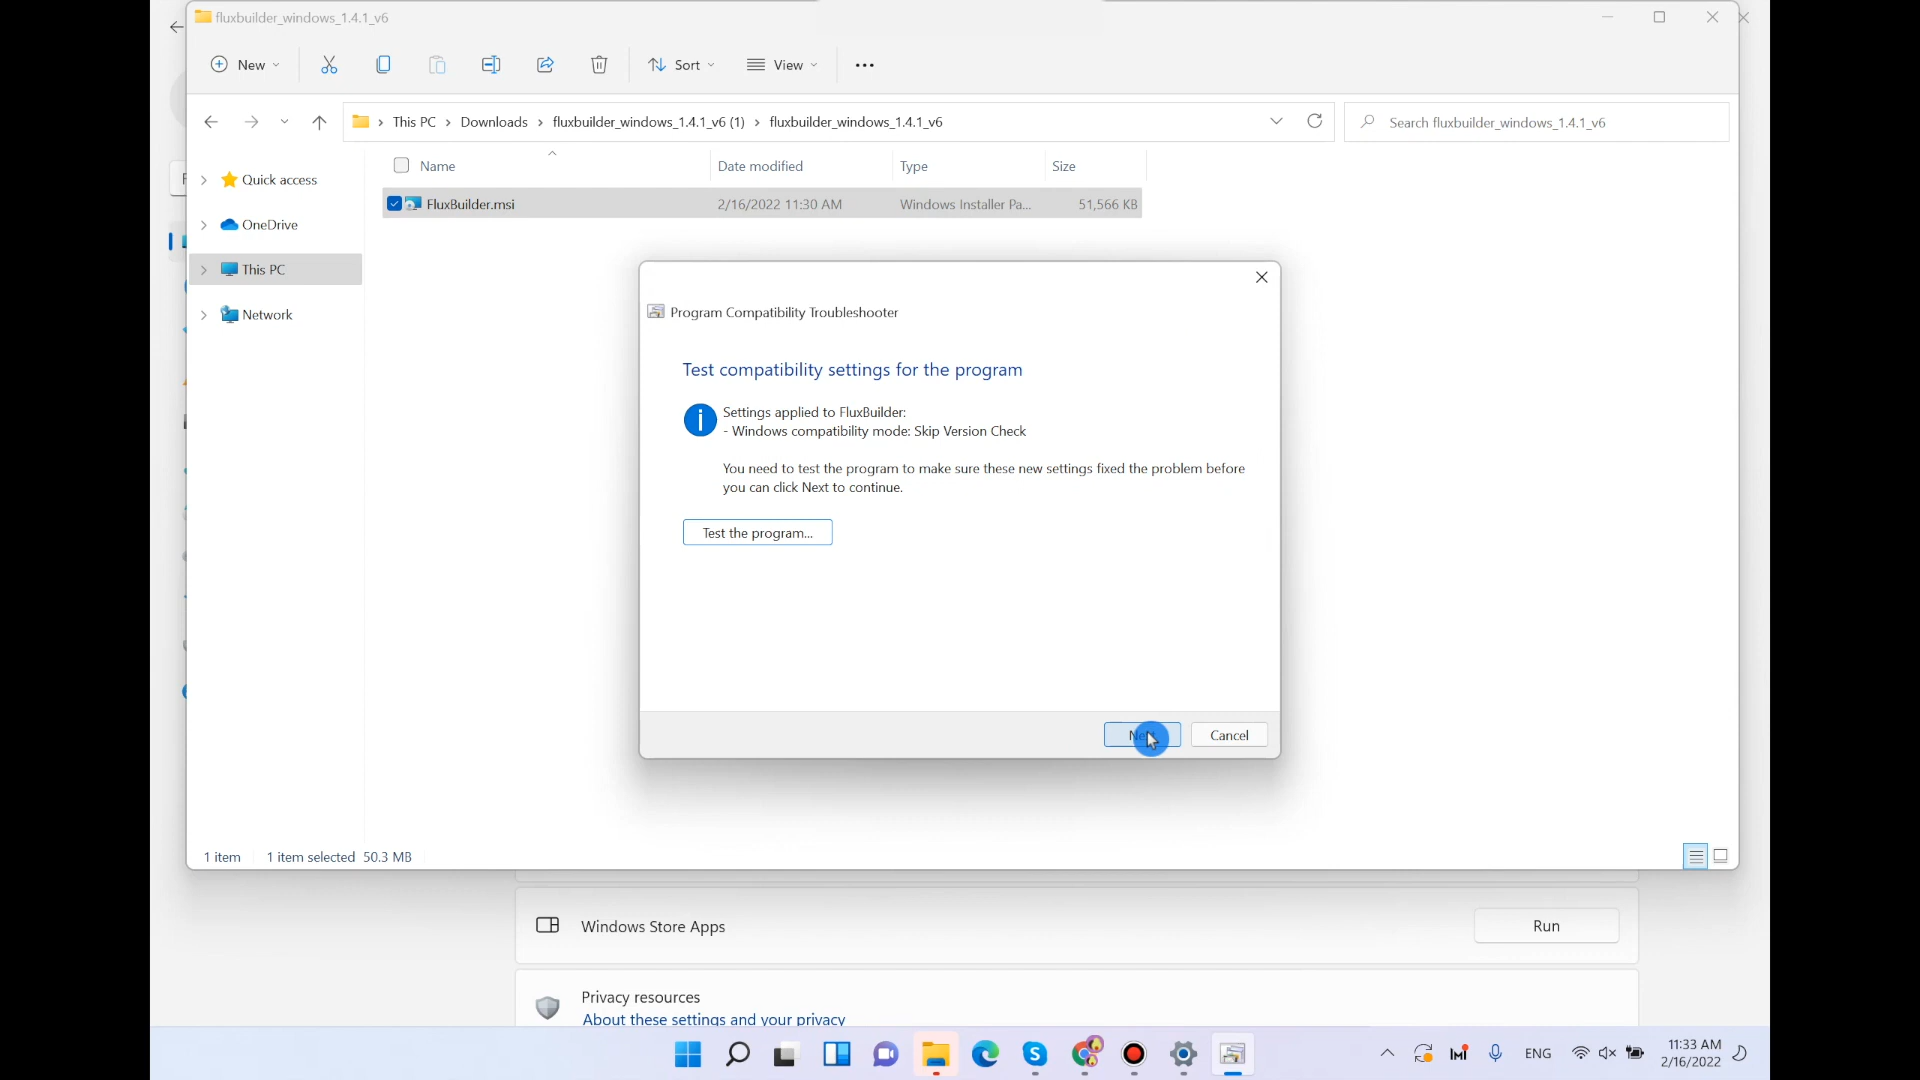 fluxbuilder_windows_1.4.1_v6
New
Sort
View
This PC > Downloads > fluxbuilder_windows_1.4.1_v6 (1) > fluxbuilder_windows_1.4.1_v6
Search fluxbuilder_windows_1.4.1_v6
Name Date modified Type Size
Quick access
FluxBuilder.msi 2/16/2022 11:30 AM Windows Installer Pa... 51,566 KB
OneDrive
This PC
Network
Program Compatibility Troubleshooter
Test compatibility settings for the program
Settings applied to FluxBuilder:
- Windows compatibility mode: Skip Version Check
You need to test the program to make sure these new settings fixed the problem before
you can click Next to continue.
Test the program...
Cancel
1 item 1 item selected 50.3 MB
Windows Store Apps
Run
Privacy resources
About these settings and your privacy
ENG
11:33 AM
2/16/2022